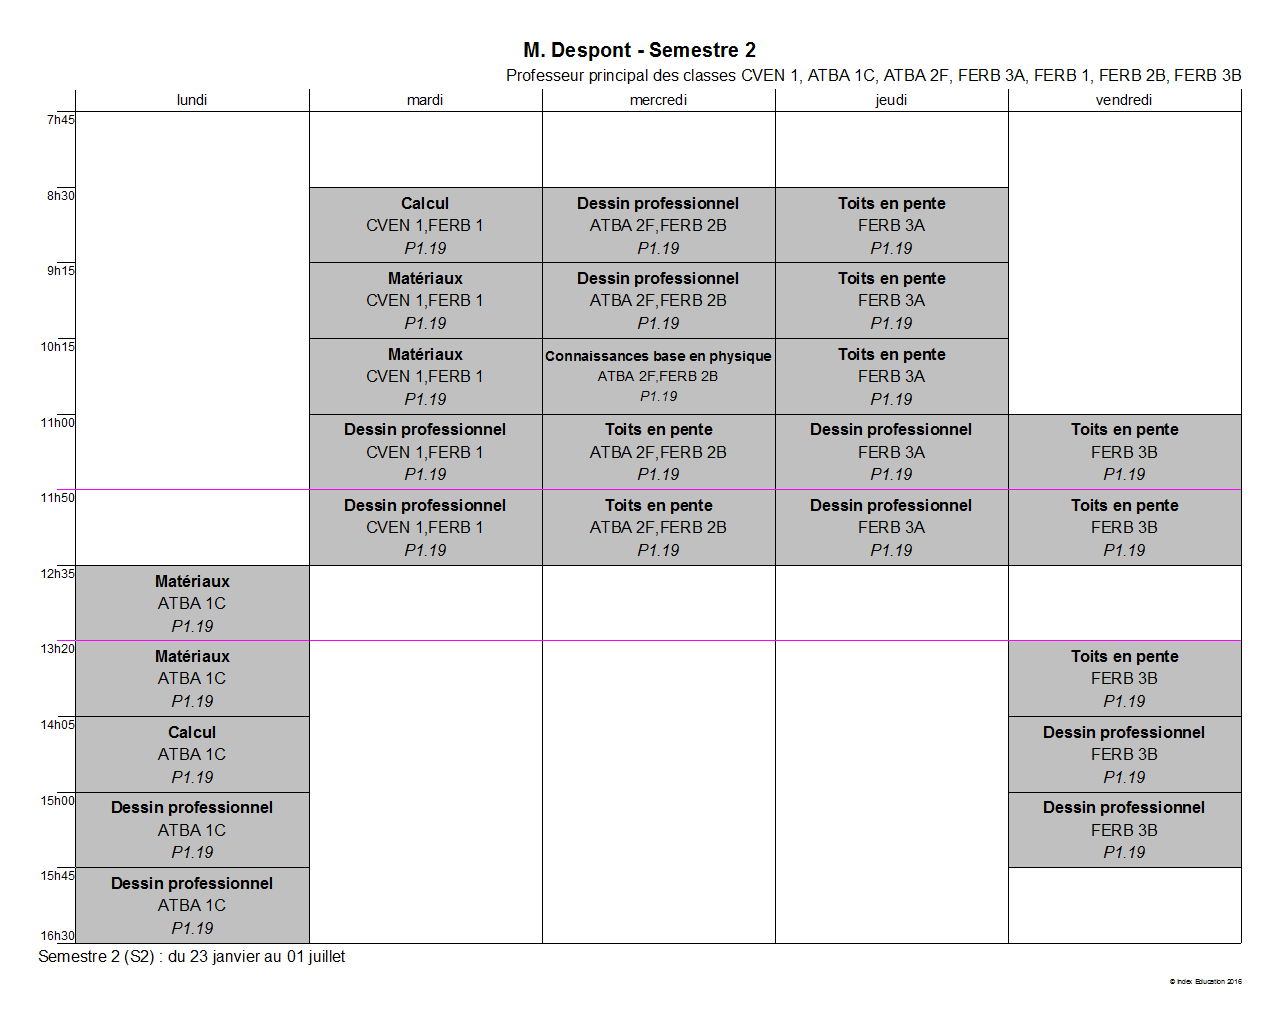 M. Despont - Semestre 2
Professeur principal des classes CVEN 1, ATBA 1C, ATBA 2F, FERB 3A, FERB 1, FERB 2B, FERB 3B
lundi mardi mercredi jeudi vendredi
7h45
8h30
Calcul Dessin professionnel Toits en pente
CVEN 1,FERB 1 ATBA 2F,FERB 2B FERB 3A
P1.19 P1.19 P1.19
9h15
Matériaux Dessin professionnel Toits en pente
CVEN 1,FERB 1 ATBA 2F,FERB 2B FERB 3A
P1.19 P1.19 P1.19
10h15
Matériaux Connaissances base en physique Toits en pente
CVEN 1,FERB 1 ATBA 2F,FERB 2B FERB 3A
P1.19 P1.19 P1.19
11h00
Dessin professionnel Toits en pente Dessin professionnel Toits en pente
CVEN 1,FERB 1 ATBA 2F,FERB 2B FERB 3A FERB 3B
P1.19 P1.19 P1.19 P1.19
11h50
Dessin professionnel Toits en pente Dessin professionnel Toits en pente
CVEN 1,FERB 1 ATBA 2F,FERB 2B FERB 3A FERB 3B
P1.19 P1.19 P1.19 P1.19
12h35
Matériaux
ATBA 1C
P1.19
13h20
Matériaux Toits en pente
ATBA 1C FERB 3B
P1.19 P1.19
14h05
Calcul Dessin professionnel
ATBA 1C FERB 3B
P1.19 P1.19
15h00
Dessin professionnel Dessin professionnel
ATBA 1C FERB 3B
P1.19 P1.19
15h45
Dessin professionnel
ATBA 1C
P1.19
16h30
Semestre 2 (S2) : du 23 janvier au 01 juillet
© Index Education 2016